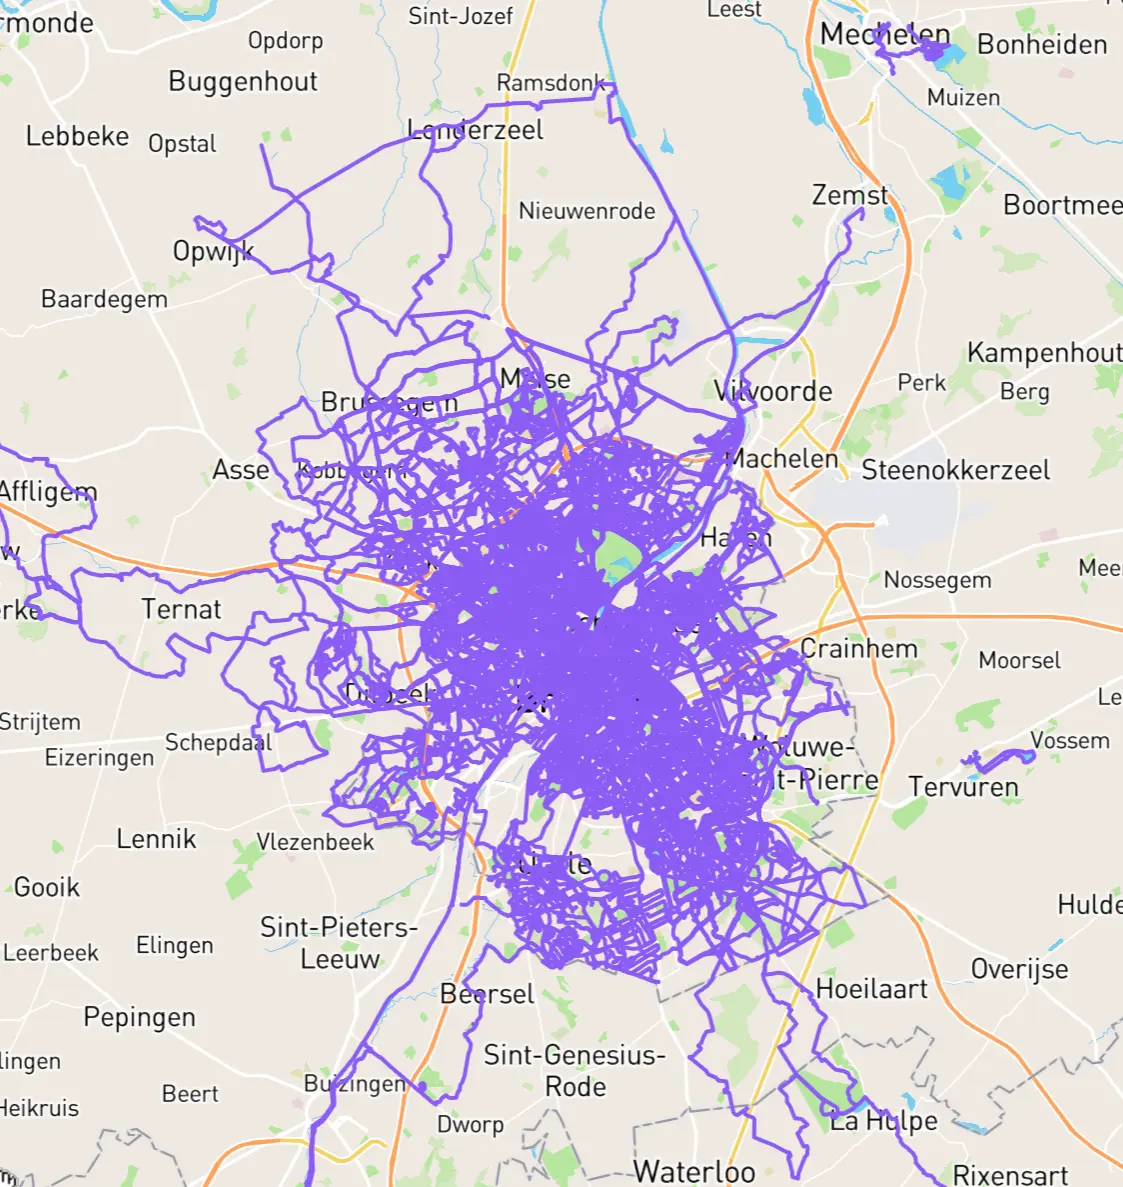 rmonde
Sint-Jozef
Leest
Opdorp
Mechelen
Bonheiden
Buggenhout
Ramsdonk
Muizen
Lebbeke
Opstal
Londerzeel
Zemst
Nieuwenrode
Boortmee
Opwijk
Baardegem
Kampenhout
Meise
Perk
Berg
Vilvoorde
Brussegem
Asse
Kobbegem
Machelen
Steenokkerzeel
Affligem
Haren
w
Nossegem
Mee
erke
Ternat
Crainhem
Moorsel
Dilbeek
Le
Strijtem
Schepdaal
Eizeringen
Vossem
Woluwe-
Saint-Pierre
Tervuren
Lennik
Vlezenbeek
Uccle
Gooik
Hulde
Sint-Pieters-
Leeuw
Leerbeek
Elingen
Overijse
Beersel
Hoeilaart
Pepingen
lingen
Sint-Genesius-
Rode
Buizingen
Beert
Heikruis
Dworp
La Hulpe
Waterloo
Rixensart